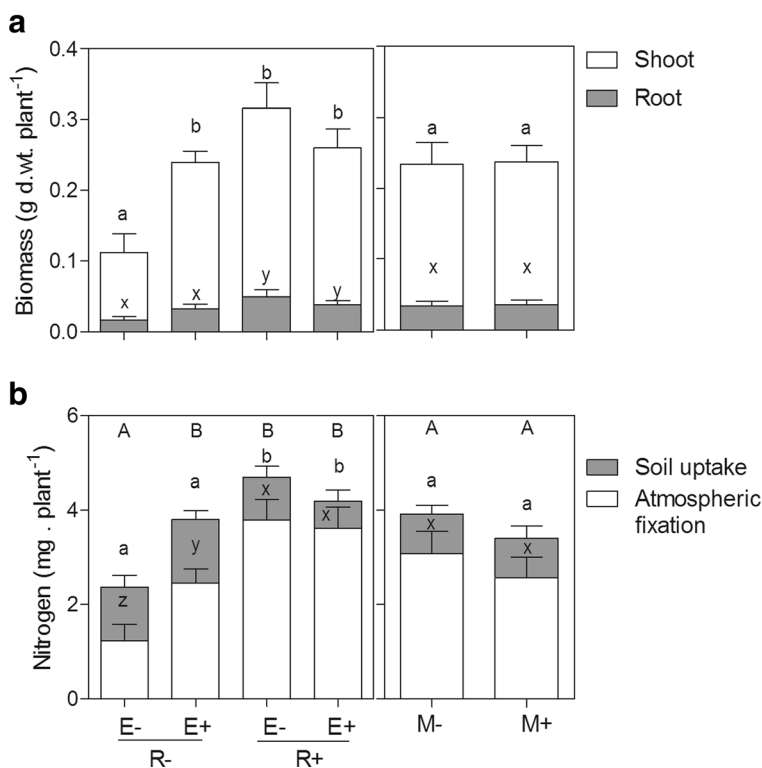 a
Biomass (g d.wt. plant⁻¹)
0.4
0.3
0.2
0.1
0.0
a
b
b
b
a
a
x
x
y
y
x
x
Shoot
Root
b
Nitrogen (mg . plant⁻¹)
6
4
2
0
A
B
B
B
A
A
a
a
b
b
a
a
z
y
x
x
x
x
Soil uptake
Atmospheric
fixation
E- E+ E- E+ M- M+
R- R+